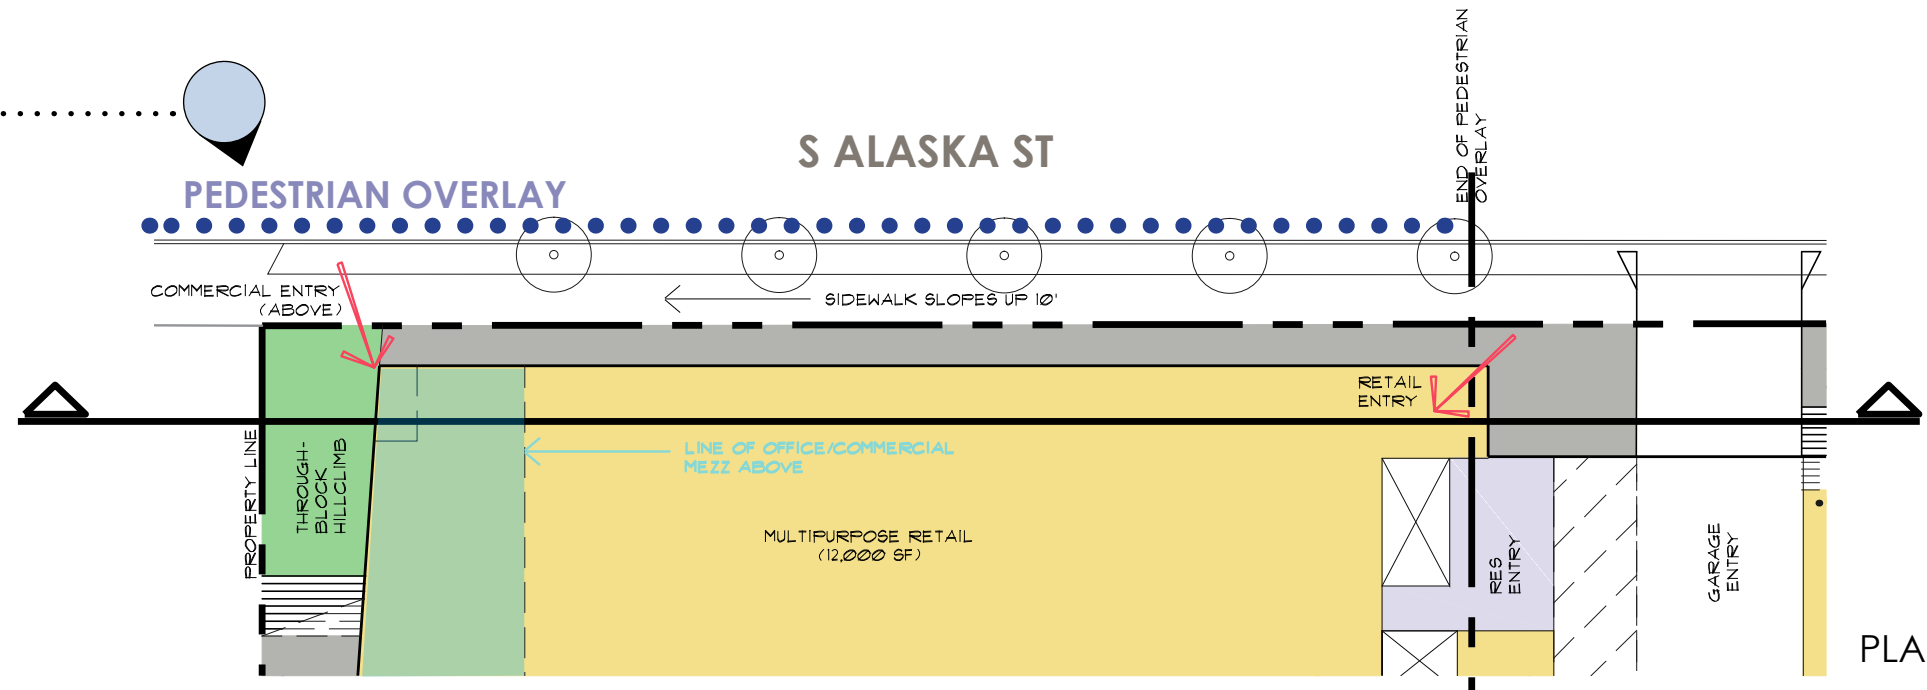 END OF PEDESTRIAN
OVERLAY
S ALASKA ST
PEDESTRIAN OVERLAY
COMMERCIAL ENTRY
(ABOVE)
SIDEWALK SLOPES UP 10'
RETAIL
ENTRY
PROPERTY LINE
THROUGH-
BLOCK
HILLCLIMB
LINE OF OFFICE/COMMERCIAL
MEZZ ABOVE
MULTIPURPOSE RETAIL
(12,000 SF)
RES
ENTRY
GARAGE
ENTRY
PLA